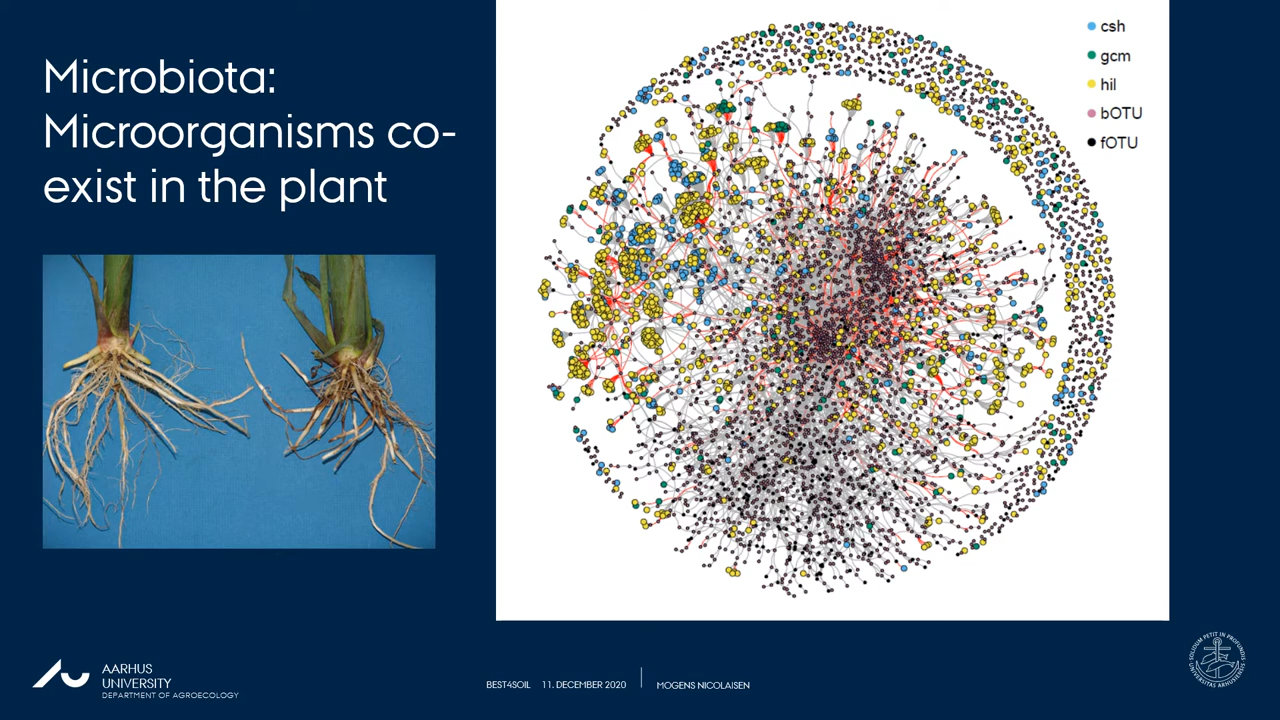 Microbiota:
Microorganisms co-
exist in the plant
csh
gcm
hil
bOTU
fOTU
AARHUS
UNIVERSITY
DEPARTMENT OF AGROECOLOGY
BEST4SOIL 11. DECEMBER 2020 MOGENS NICOLAISEN